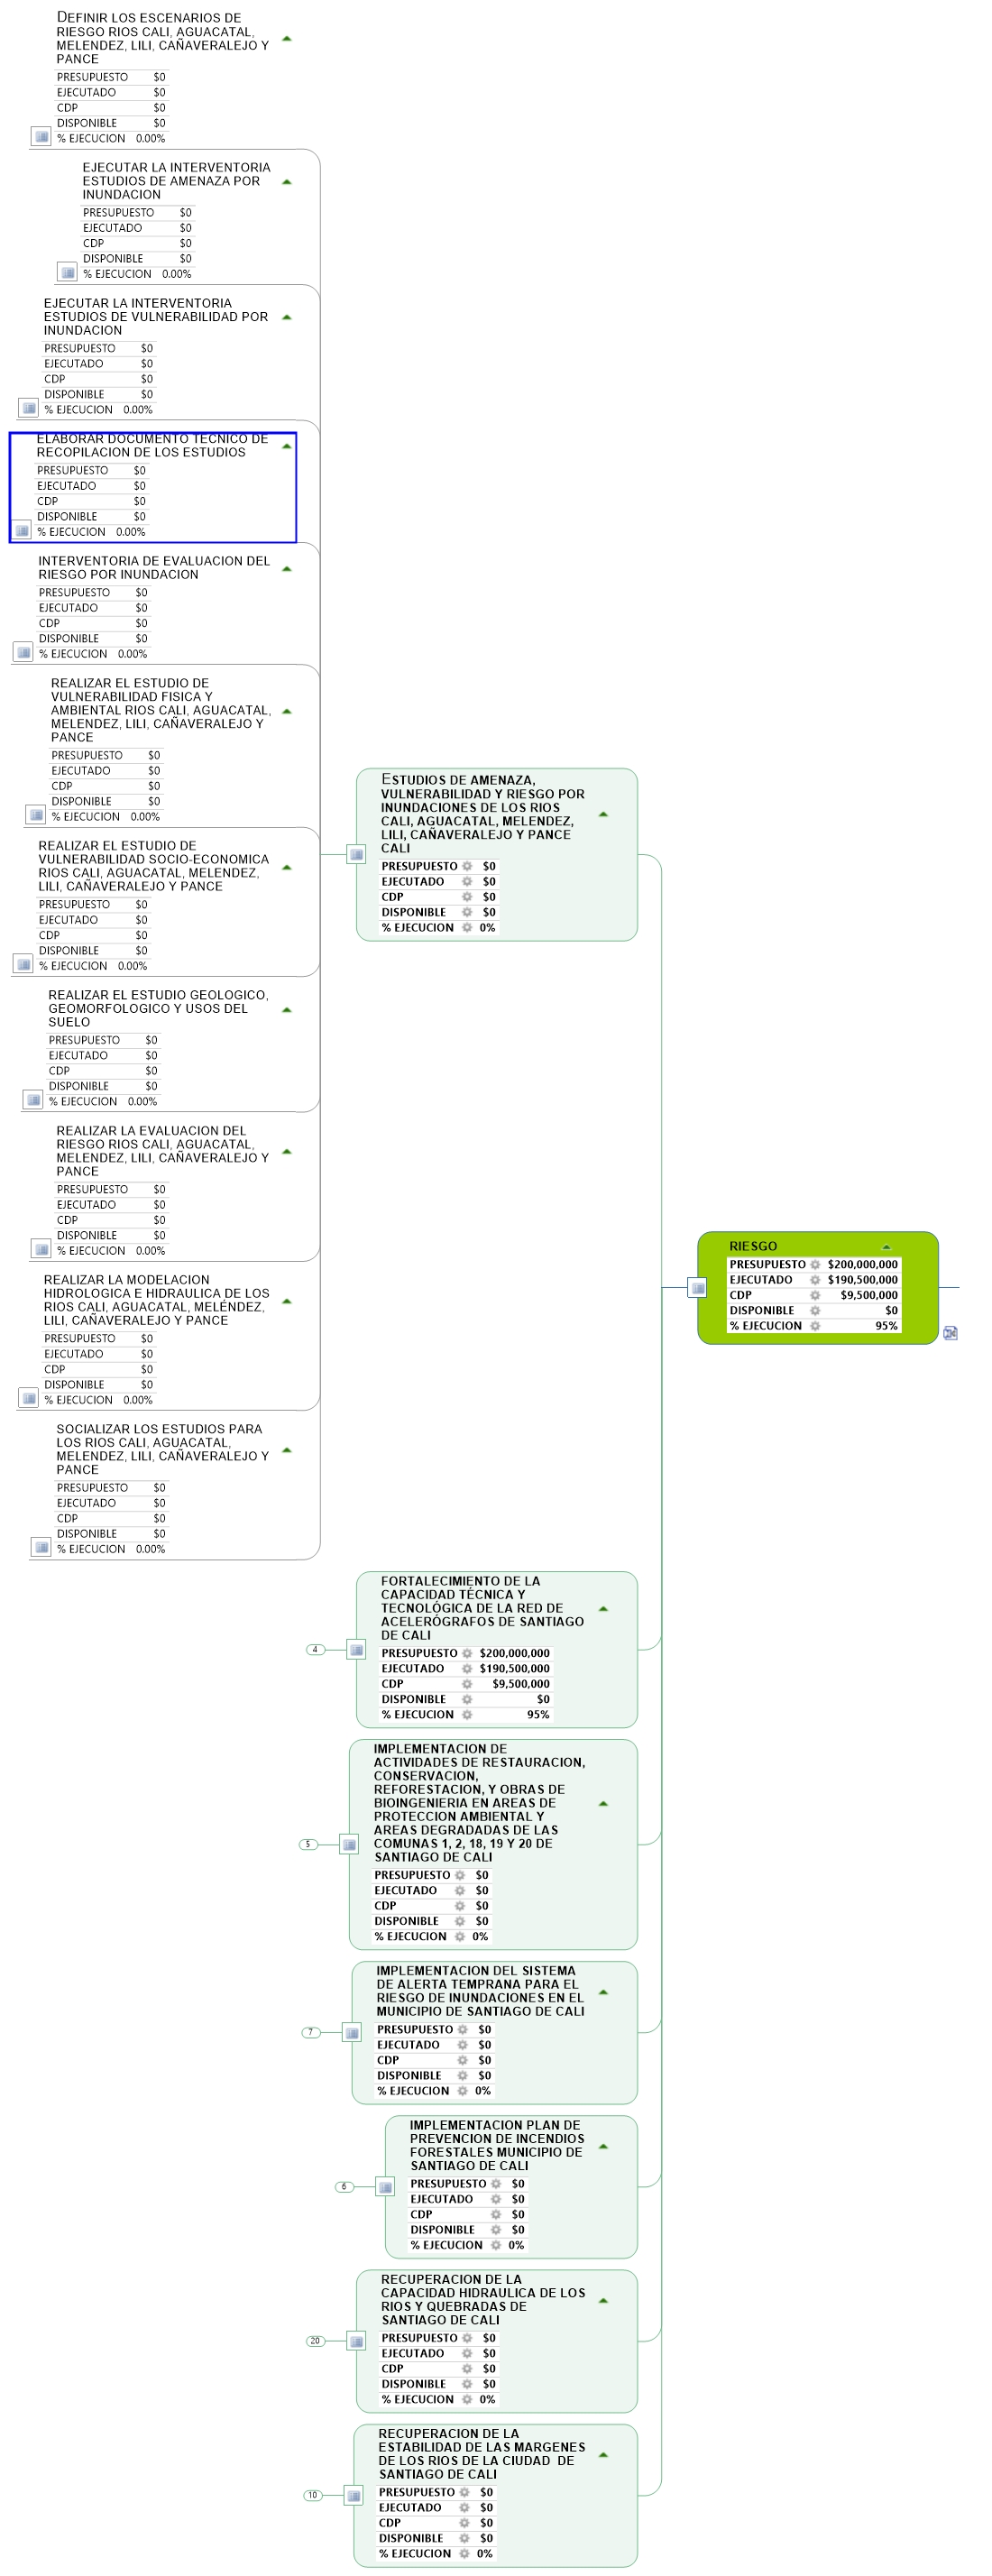 DEFINIR LOS ESCENARIOS DE
RIESGO RIOS CALI, AGUACATAL,
MELENDEZ, LILI, CAÑAVERALEJO Y
PANCE
PRESUPUESTO $0
EJECUTADO $0
CDP $0
DISPONIBLE $0
% EJECUCION 0.00%
EJECUTAR LA INTERVENTORIA
ESTUDIOS DE AMENAZA POR
INUNDACION
PRESUPUESTO $0
EJECUTADO $0
CDP $0
DISPONIBLE $0
% EJECUCION 0.00%
EJECUTAR LA INTERVENTORIA
ESTUDIOS DE VULNERABILIDAD POR
INUNDACION
PRESUPUESTO $0
EJECUTADO $0
CDP $0
DISPONIBLE $0
% EJECUCION 0.00%
ELABORAR DOCUMENTO TECNICO DE
RECOPILACION DE LOS ESTUDIOS
PRESUPUESTO $0
EJECUTADO $0
CDP $0
DISPONIBLE $0
% EJECUCION 0.00%
INTERVENTORIA DE EVALUACION DEL
RIESGO POR INUNDACION
PRESUPUESTO $0
EJECUTADO $0
CDP $0
DISPONIBLE $0
% EJECUCION 0.00%
REALIZAR EL ESTUDIO DE
VULNERABILIDAD FISICA Y
AMBIENTAL RIOS CALI, AGUACATAL,
MELENDEZ, LILI, CAÑAVERALEJO Y
PANCE
PRESUPUESTO $0
EJECUTADO $0
CDP $0
DISPONIBLE $0
% EJECUCION 0.00%
REALIZAR EL ESTUDIO DE
VULNERABILIDAD SOCIO-ECONOMICA
RIOS CALI, AGUACATAL, MELENDEZ,
LILI, CAÑAVERALEJO Y PANCE
PRESUPUESTO $0
EJECUTADO $0
CDP $0
DISPONIBLE $0
% EJECUCION 0.00%
REALIZAR EL ESTUDIO GEOLOGICO,
GEOMORFOLOGICO Y USOS DEL
SUELO
PRESUPUESTO $0
EJECUTADO $0
CDP $0
DISPONIBLE $0
% EJECUCION 0.00%
REALIZAR LA EVALUACION DEL
RIESGO RIOS CALI, AGUACATAL,
MELENDEZ, LILI, CAÑAVERALEJO Y
PANCE
PRESUPUESTO $0
EJECUTADO $0
CDP $0
DISPONIBLE $0
% EJECUCION 0.00%
REALIZAR LA MODELACION
HIDROLOGICA E HIDRAULICA DE LOS
RIOS CALI, AGUACATAL, MELÉNDEZ,
LILI, CAÑAVERALEJO Y PANCE
PRESUPUESTO $0
EJECUTADO $0
CDP $0
DISPONIBLE $0
% EJECUCION 0.00%
SOCIALIZAR LOS ESTUDIOS PARA
LOS RIOS CALI, AGUACATAL,
MELENDEZ, LILI, CAÑAVERALEJO Y
PANCE
PRESUPUESTO $0
EJECUTADO $0
CDP $0
DISPONIBLE $0
% EJECUCION 0.00%
ESTUDIOS DE AMENAZA,
VULNERABILIDAD Y RIESGO POR
INUNDACIONES DE LOS RIOS
CALI, AGUACATAL, MELENDEZ,
LILI, CAÑAVERALEJO Y PANCE
CALI
PRESUPUESTO $0
EJECUTADO $0
CDP $0
DISPONIBLE $0
% EJECUCION 0%
RIESGO
PRESUPUESTO $200,000,000
EJECUTADO $190,500,000
CDP $9,500,000
DISPONIBLE $0
% EJECUCION 95%
FORTALECIMIENTO DE LA
CAPACIDAD TÉCNICA Y
TECNOLÓGICA DE LA RED DE
ACELERÓGRAFOS DE SANTIAGO
DE CALI
4
PRESUPUESTO $200,000,000
EJECUTADO $190,500,000
CDP $9,500,000
DISPONIBLE $0
% EJECUCION 95%
IMPLEMENTACION DE
ACTIVIDADES DE RESTAURACION,
CONSERVACION,
REFORESTACION, Y OBRAS DE
BIOINGENIERIA EN AREAS DE
PROTECCION AMBIENTAL Y
AREAS DEGRADADAS DE LAS
COMUNAS 1, 2, 18, 19 Y 20 DE
SANTIAGO DE CALI
5
PRESUPUESTO $0
EJECUTADO $0
CDP $0
DISPONIBLE $0
% EJECUCION 0%
IMPLEMENTACION DEL SISTEMA
DE ALERTA TEMPRANA PARA EL
RIESGO DE INUNDACIONES EN EL
MUNICIPIO DE SANTIAGO DE CALI
7
PRESUPUESTO $0
EJECUTADO $0
CDP $0
DISPONIBLE $0
% EJECUCION 0%
IMPLEMENTACION PLAN DE
PREVENCION DE INCENDIOS
FORESTALES MUNICIPIO DE
SANTIAGO DE CALI
6
PRESUPUESTO $0
EJECUTADO $0
CDP $0
DISPONIBLE $0
% EJECUCION 0%
RECUPERACION DE LA
CAPACIDAD HIDRAULICA DE LOS
RIOS Y QUEBRADAS DE
SANTIAGO DE CALI
20
PRESUPUESTO $0
EJECUTADO $0
CDP $0
DISPONIBLE $0
% EJECUCION 0%
RECUPERACION DE LA
ESTABILIDAD DE LAS MARGENES
DE LOS RIOS DE LA CIUDAD DE
SANTIAGO DE CALI
10
PRESUPUESTO $0
EJECUTADO $0
CDP $0
DISPONIBLE $0
% EJECUCION 0%